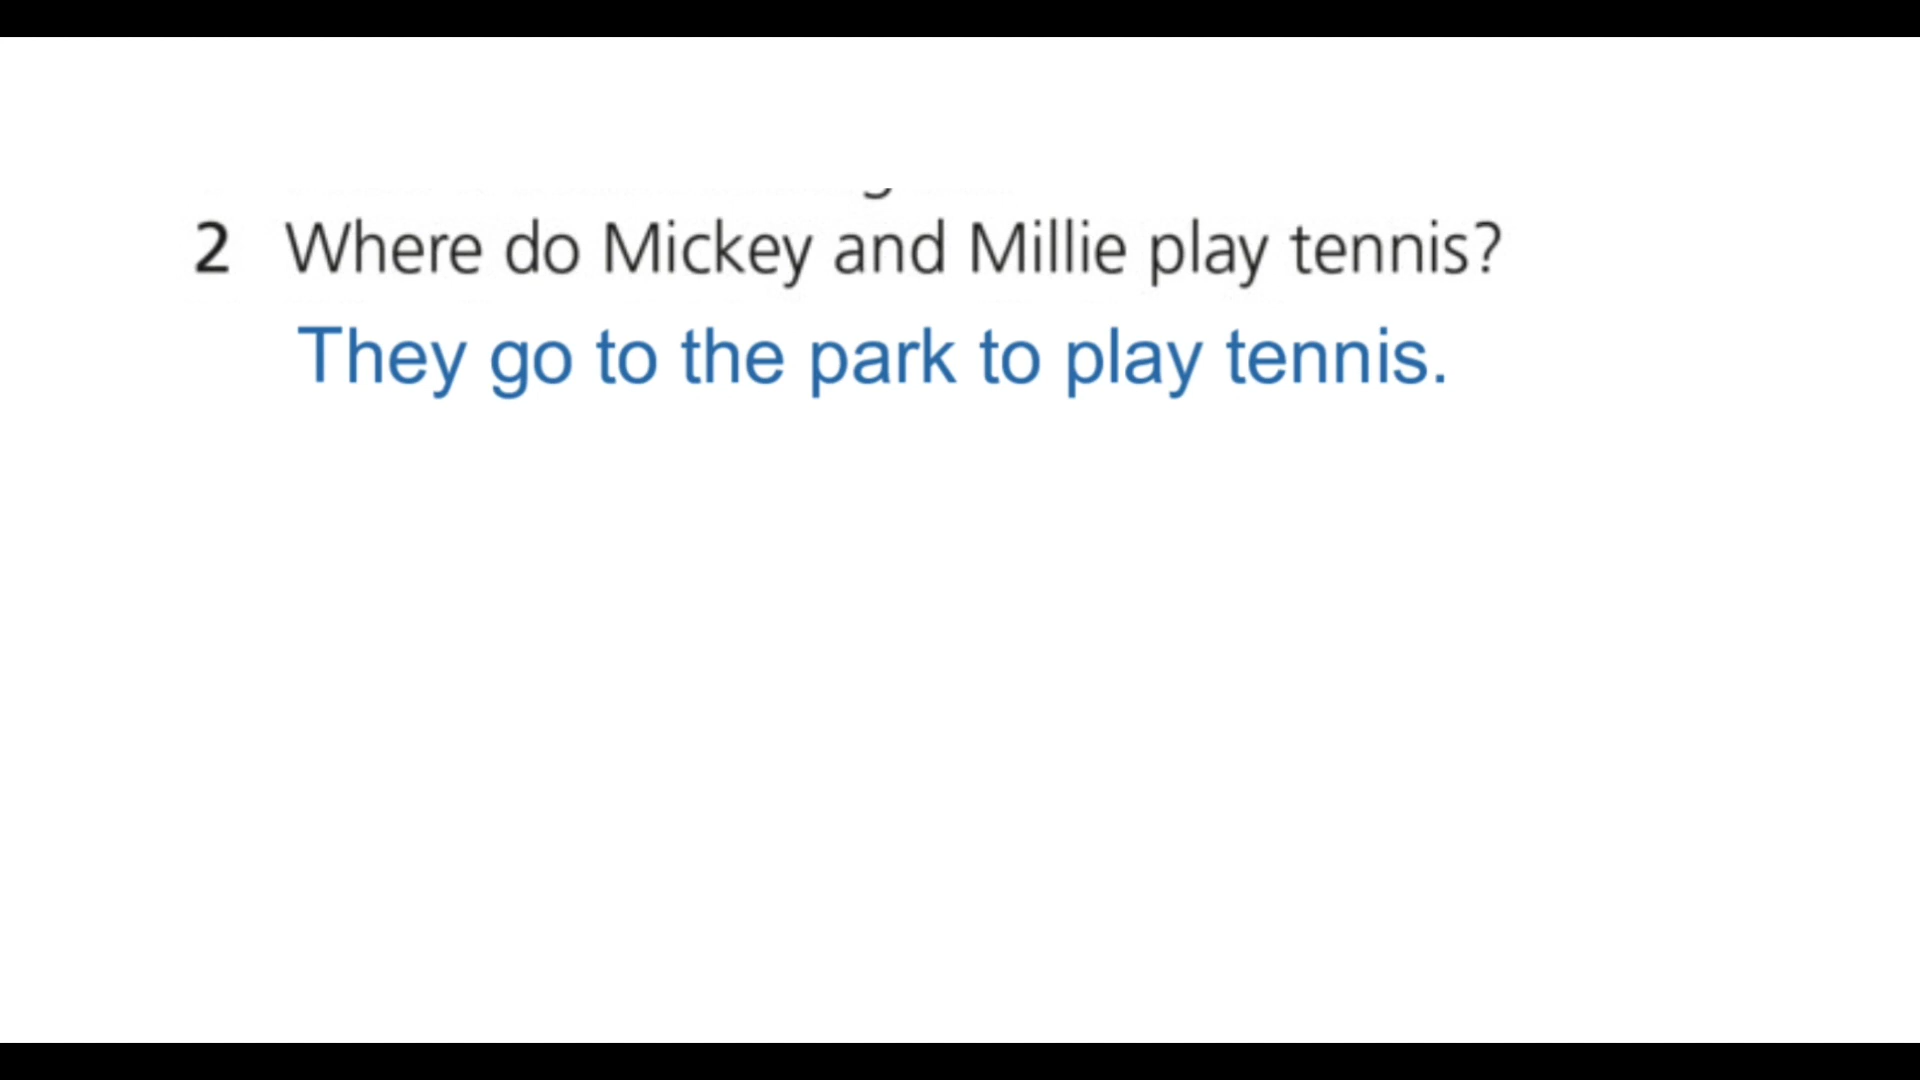 2 Where do Mickey and Millie play tennis?
They go to the park to play tennis.